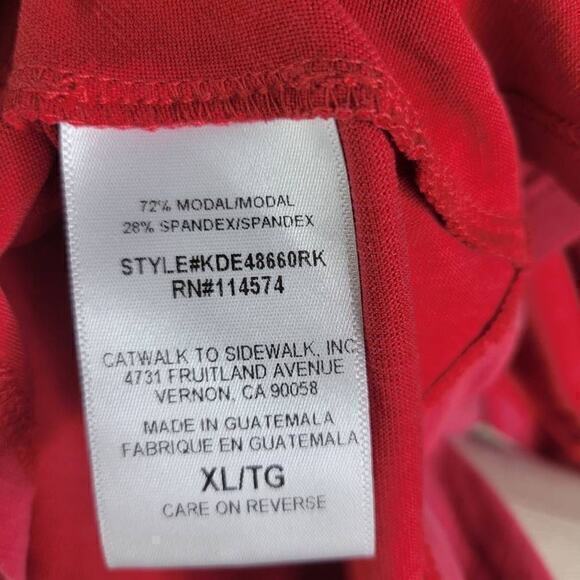 72% MODAL/MODAL
28% SPANDEX/SPANDEX
STYLE#KDE48660RK
RN#114574
CATWALK TO SIDEWALK, INC
4731 FRUITLAND AVENUE
VERNON, CA 90058
MADE IN GUATEMALA
FABRIQUE EN GUATEMALA
XL/TG
CARE ON REVERSE